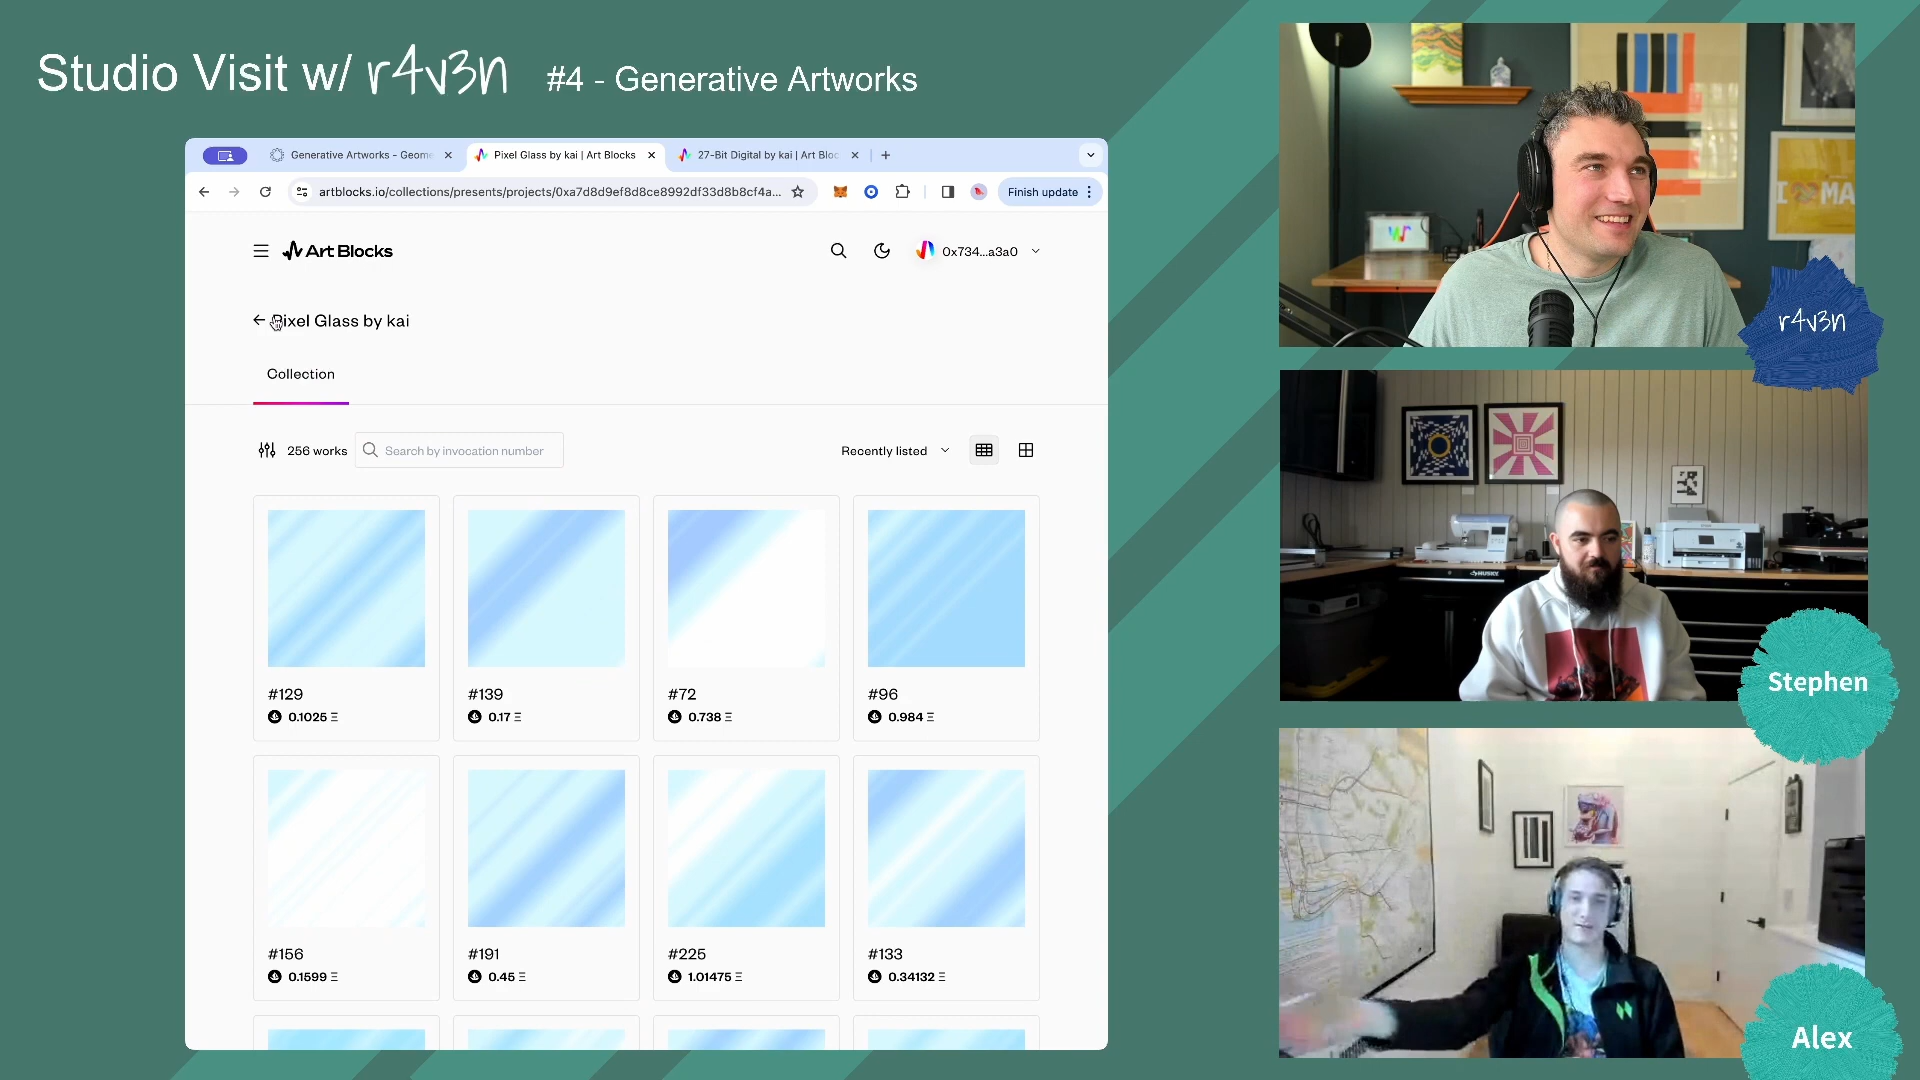 Studio Visit w/ r4v3n #4 - Generative Artworks
Generative Artworks - Geome
Pixel Glass by kai | Art Blocks
27-Bit Digital by kai | Art Bloc
artblocks.io/collections/presents/projects/0xa7d8d9ef8d8ce8992df33d8b8cf4a...
Finish update
Art Blocks
0x734...a3a0
Pixel Glass by kai
Collection
256 works
Search by invocation number
Recently listed
#129
0.1025 Ξ
#139
0.17 Ξ
#72
0.738 Ξ
#96
0.984 Ξ
#156
0.1599 Ξ
#191
0.45 Ξ
#225
1.01475 Ξ
#133
0.34132 Ξ
r4v3n
HUSKY
Stephen
Alex